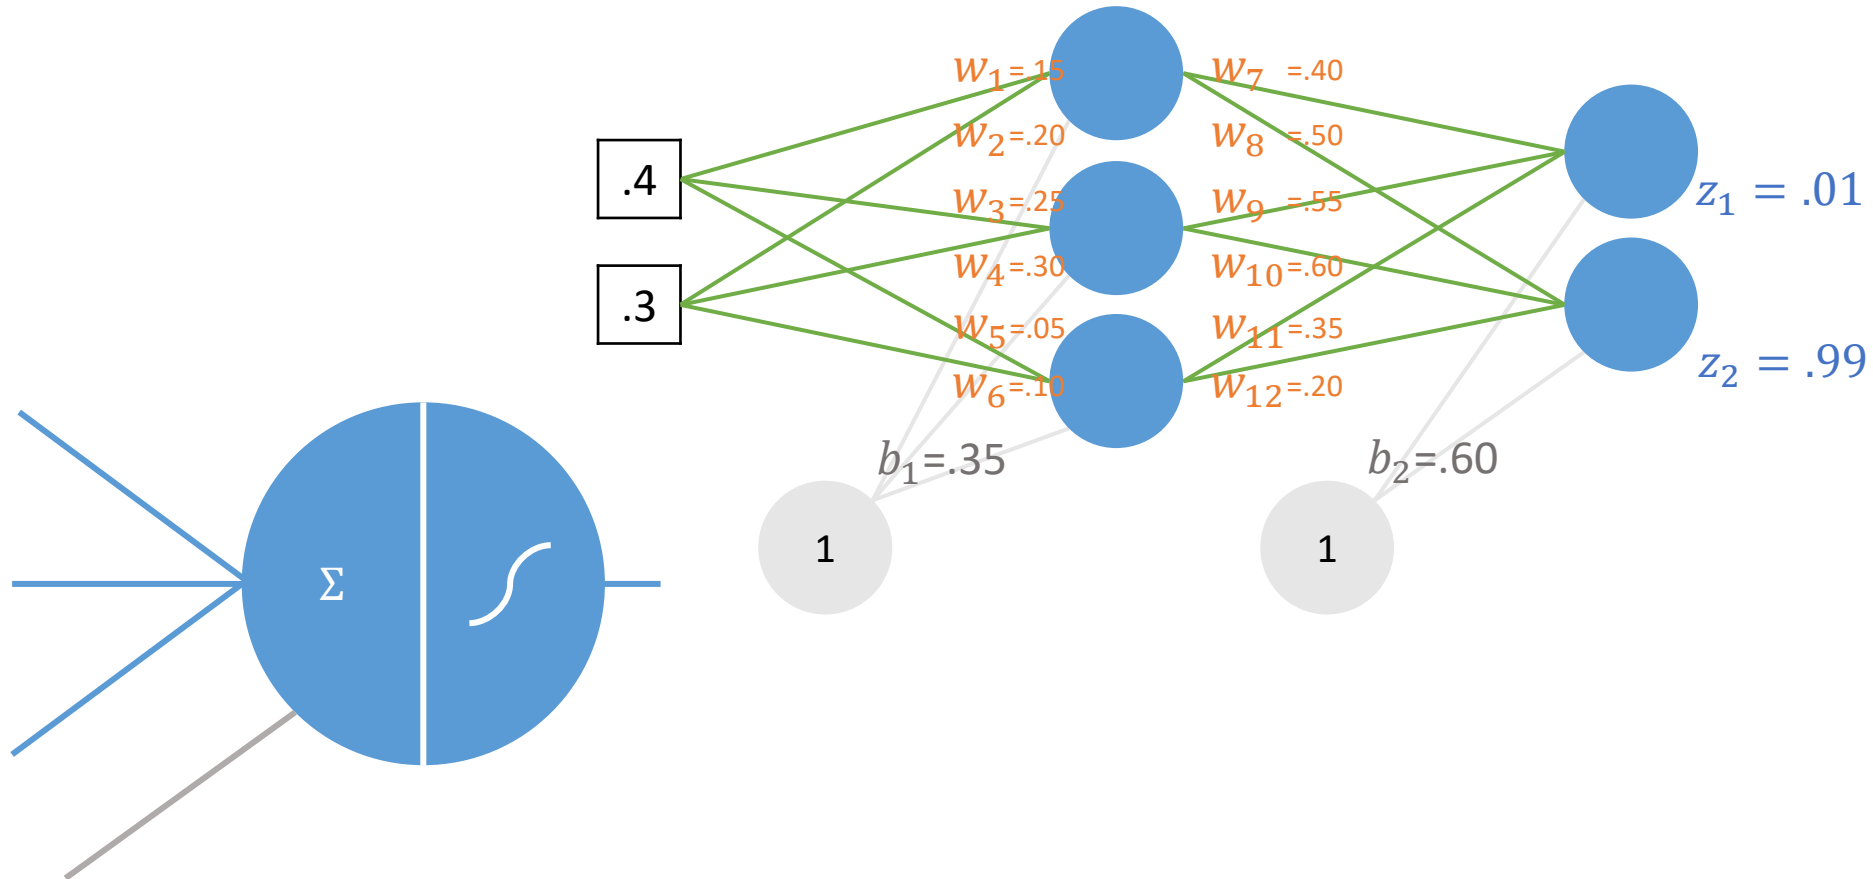 w₁=.15
w₇ =.40
w₂=.20
w₈ =.50
.4
w₃=.25
w₉ =.55
z₁ = .01
w₄=.30
w₁₀=.60
.3
w₅=.05
w₁₁=.35
z₂ = .99
w₆=.10
w₁₂=.20
b₁=.35
b₂=.60
1
1
Σ